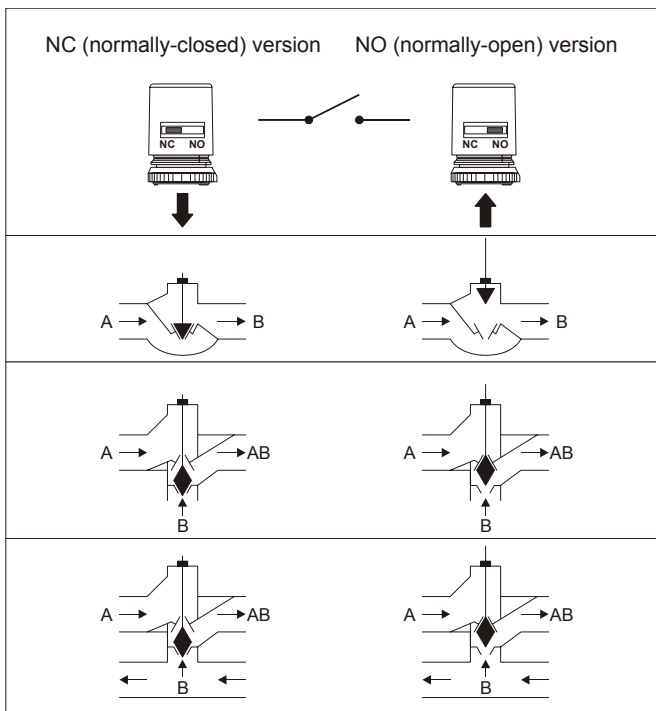 NC (normally-closed) version NO (normally-open) version
NC NO NC NO
A B A B
A AB A AB
B B
A AB A AB
B B